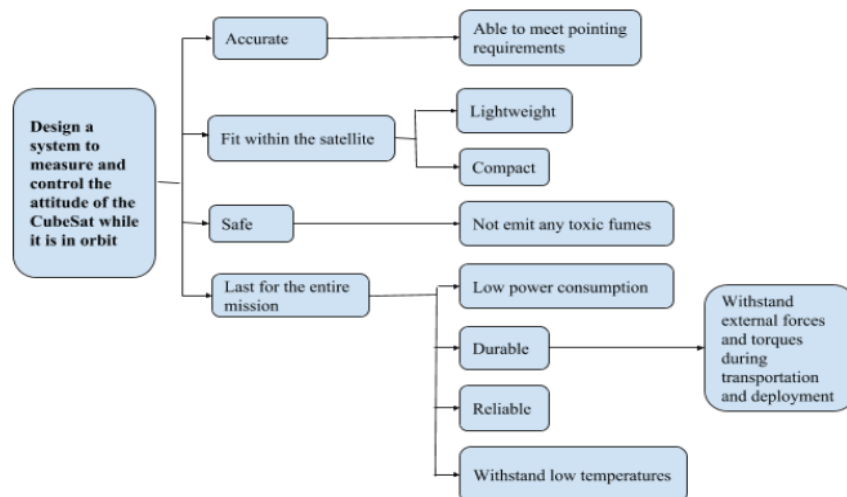 Design a
system to
measure and
control the
attitude of the
CubeSat while
it is in orbit
Accurate
Able to meet pointing
requirements
Fit within the satellite
Lightweight
Compact
Safe
Not emit any toxic fumes
Last for the entire
mission
Low power consumption
Durable
Withstand
external forces
and torques
during
transportation
and deployment
Reliable
Withstand low temperatures